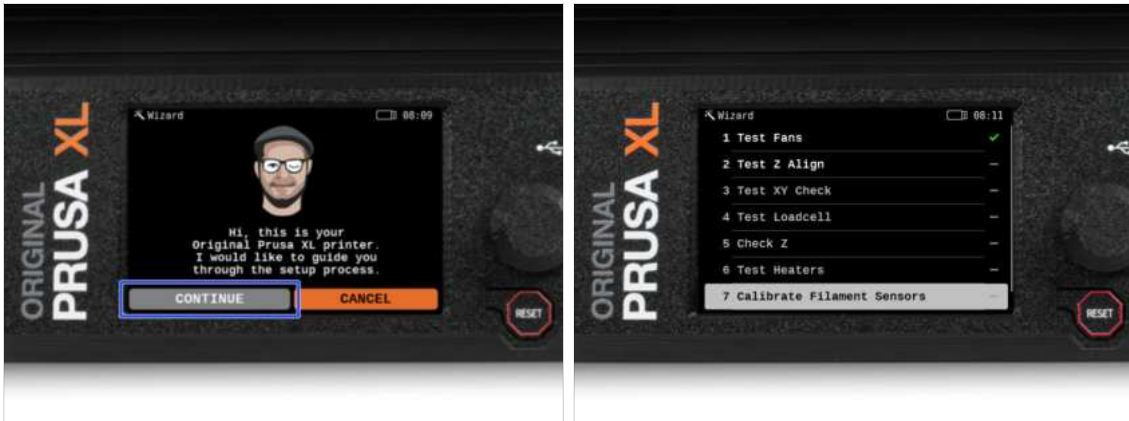 ORIGINAL
PRUSA XL
Wizard
08:09
Hi, this is your
Original Prusa XL printer.
I would like to guide you
through the setup process.
CONTINUE
CANCEL
RESET
ORIGINAL
PRUSA XL
Wizard
08:11
1 Test Fans
2 Test Z Align
3 Test XY Check
4 Test Loadcell
5 Check Z
6 Test Heaters
7 Calibrate Filament Sensors
RESET